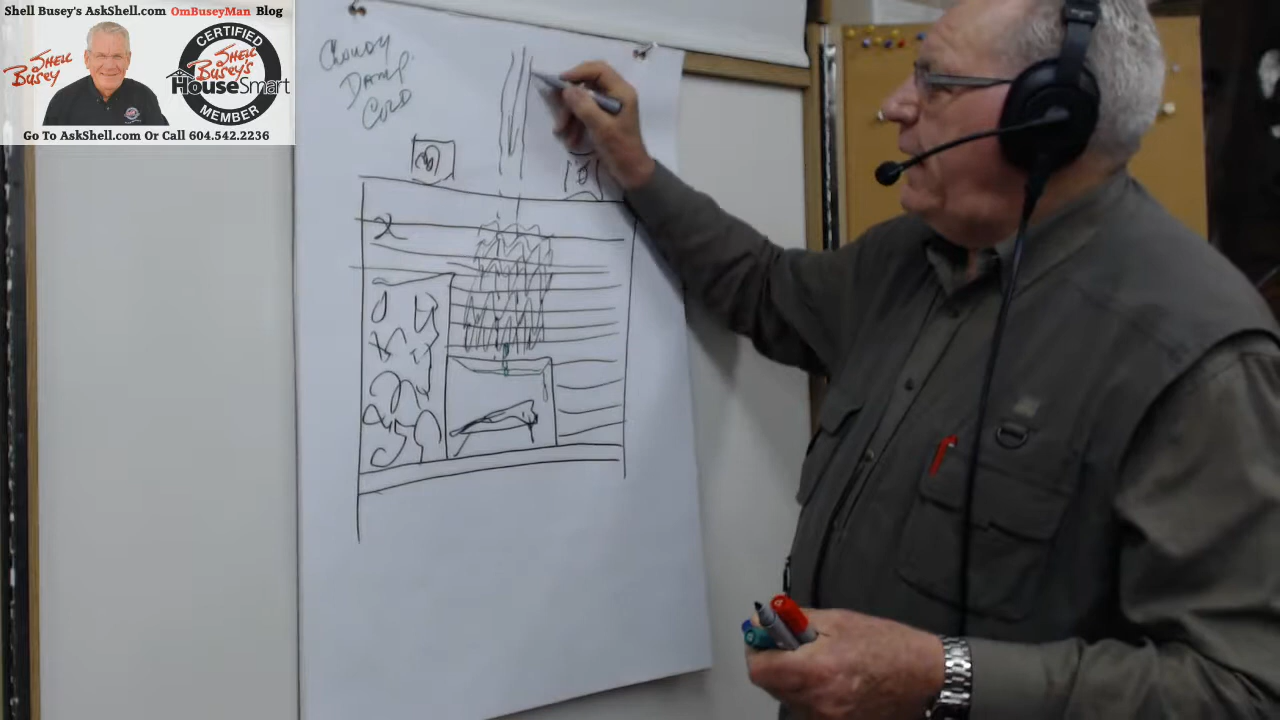 Shell Busey's AskShell.com OmBuseyMan Blog
SHELL
BUSEY
CERTIFIED
SHELL
Busey's
HouseSmart
MEMBER
Go To AskShell.com Or Call 604.542.2236
Cloudy
Damp.
Cold